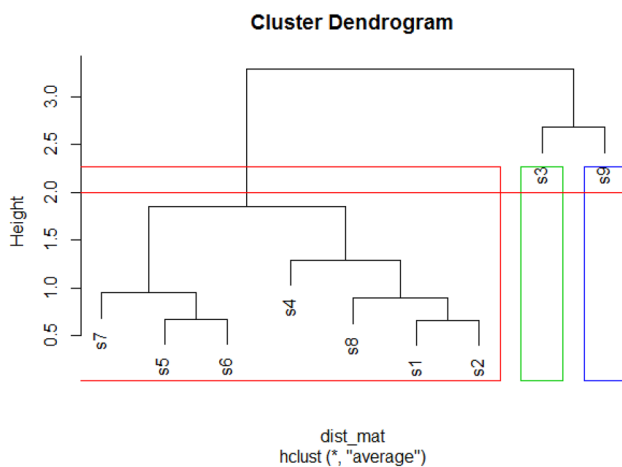 Cluster Dendrogram
Height
3.0
2.5
2.0
1.5
1.0
0.5
s3
s9
s4
s7
s8
s5
s6
s1
s2
dist_mat
hclust (*, "average")